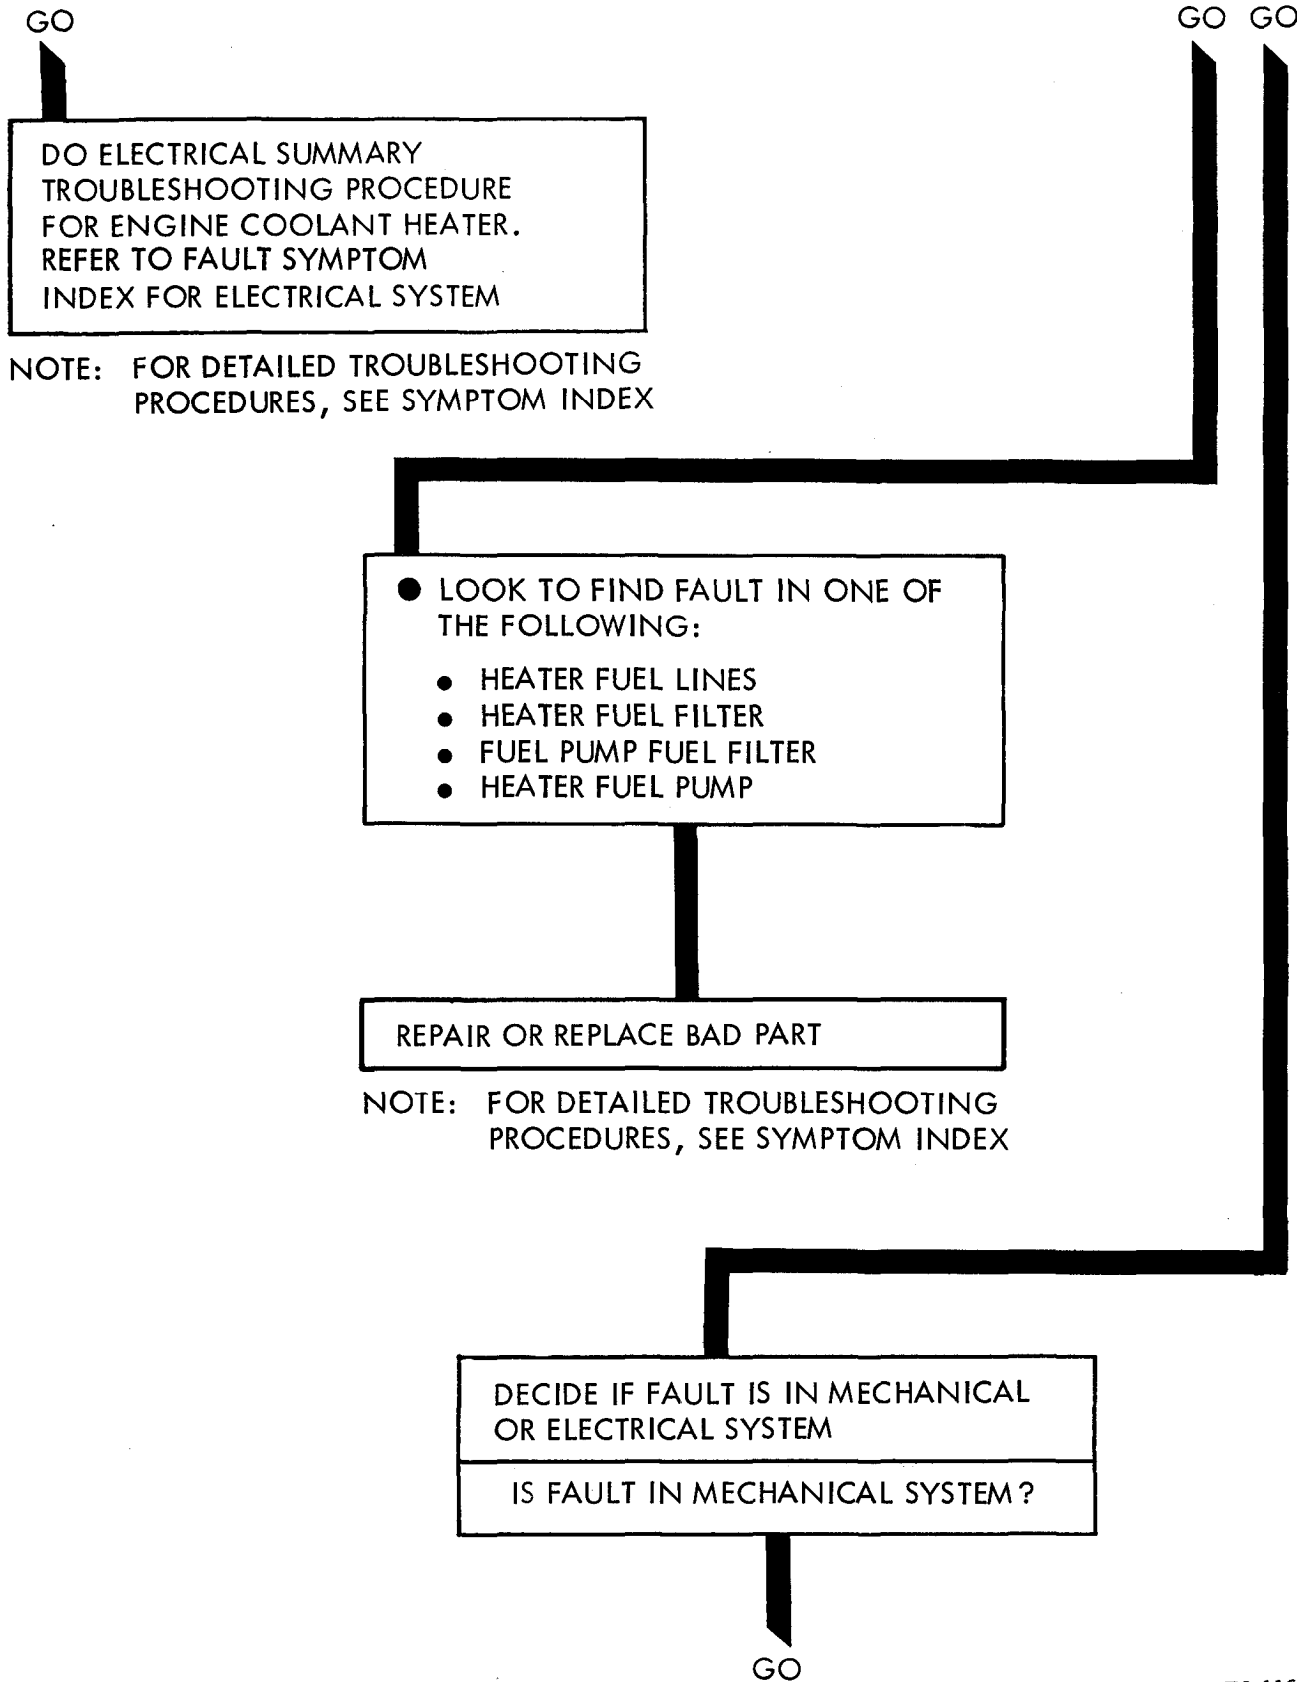 GO
GO GO
DO ELECTRICAL SUMMARY
TROUBLESHOOTING PROCEDURE
FOR ENGINE COOLANT HEATER.
REFER TO FAULT SYMPTOM
INDEX FOR ELECTRICAL SYSTEM
NOTE: FOR DETAILED TROUBLESHOOTING
PROCEDURES, SEE SYMPTOM INDEX
● LOOK TO FIND FAULT IN ONE OF
THE FOLLOWING:
● HEATER FUEL LINES
● HEATER FUEL FILTER
● FUEL PUMP FUEL FILTER
● HEATER FUEL PUMP
REPAIR OR REPLACE BAD PART
NOTE: FOR DETAILED TROUBLESHOOTING
PROCEDURES, SEE SYMPTOM INDEX
DECIDE IF FAULT IS IN MECHANICAL
OR ELECTRICAL SYSTEM
IS FAULT IN MECHANICAL SYSTEM?
GO